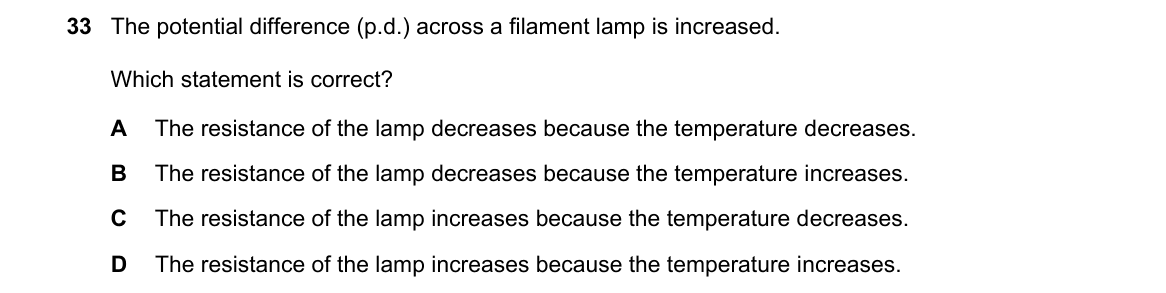 33 The potential difference (p.d.) across a filament lamp is increased.
Which statement is correct?
A The resistance of the lamp decreases because the temperature decreases.
B The resistance of the lamp decreases because the temperature increases.
C The resistance of the lamp increases because the temperature decreases.
D The resistance of the lamp increases because the temperature increases.